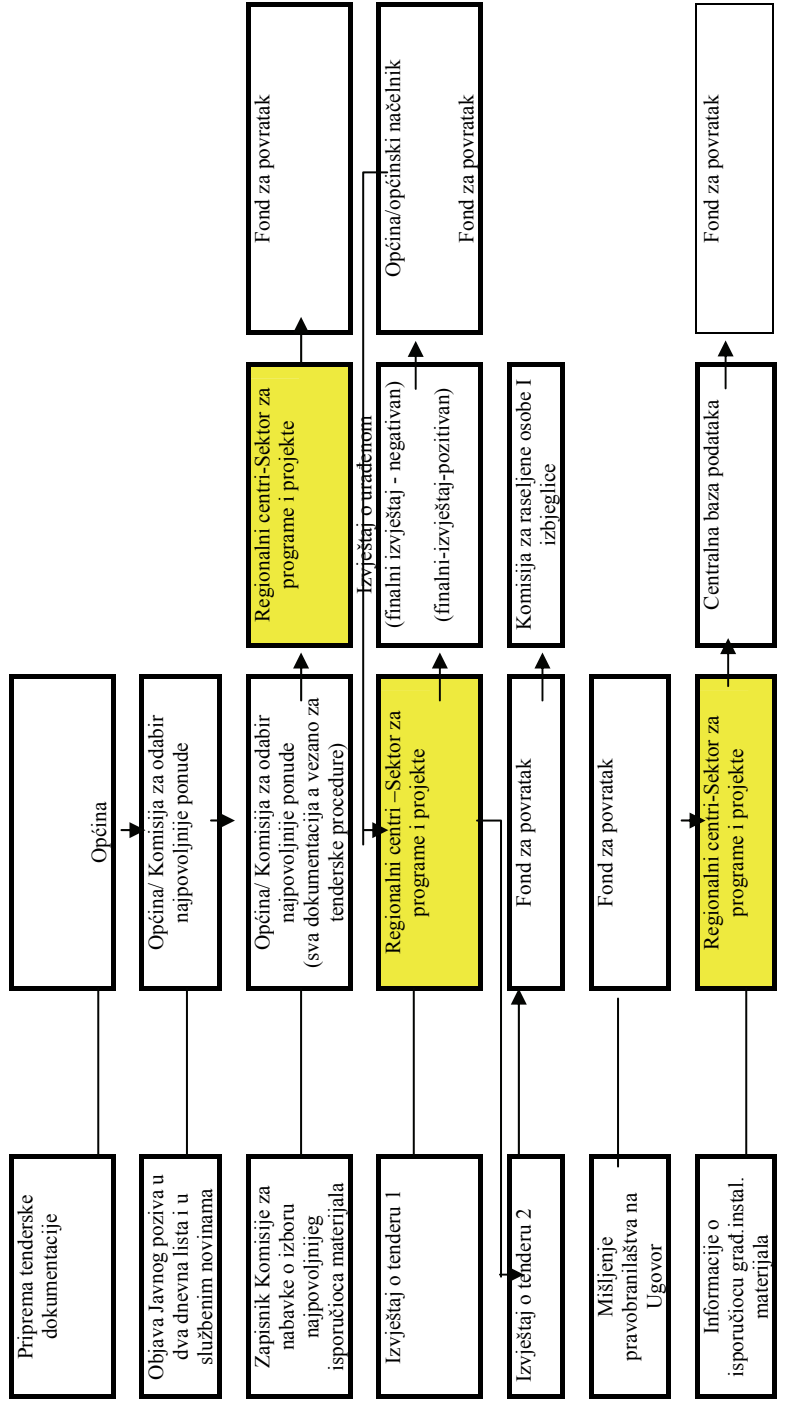 Priprema tenderske
dokumentacije
Općina
Objava Javnog poziva u
dva dnevna lista i u
službenim novinama
Općina/ Komisija za odabir
najpovoljnije ponude
Zapisnik Komisije za
nabavke o izboru
najpovoljnijeg
isporučioca materijala
Općina/ Komisija za odabir
najpovoljnije ponude
(sva dokumentacija a vezano za
tenderske procedure)
Regionalni centri-Sektor za
programe i projekte
Fond za povratak
Izvještaj o urađenom
Izvještaj o tenderu 1
Regionalni centri –Sektor za
programe i projekte
(finalni izvještaj - negativan)
(finalni-izvještaj-pozitivan)
Općina/općinski načelnik
Fond za povratak
Izvještaj o tenderu 2
Fond za povratak
Komisija za raseljene osobe I
izbjeglice
Mišljenje
pravobranilaštva na
Ugovor
Fond za povratak
Informacije o
isporučiocu građ.instal.
materijala
Regionalni centri-Sektor za
programe i projekte
Centralna baza podataka
Fond za povratak